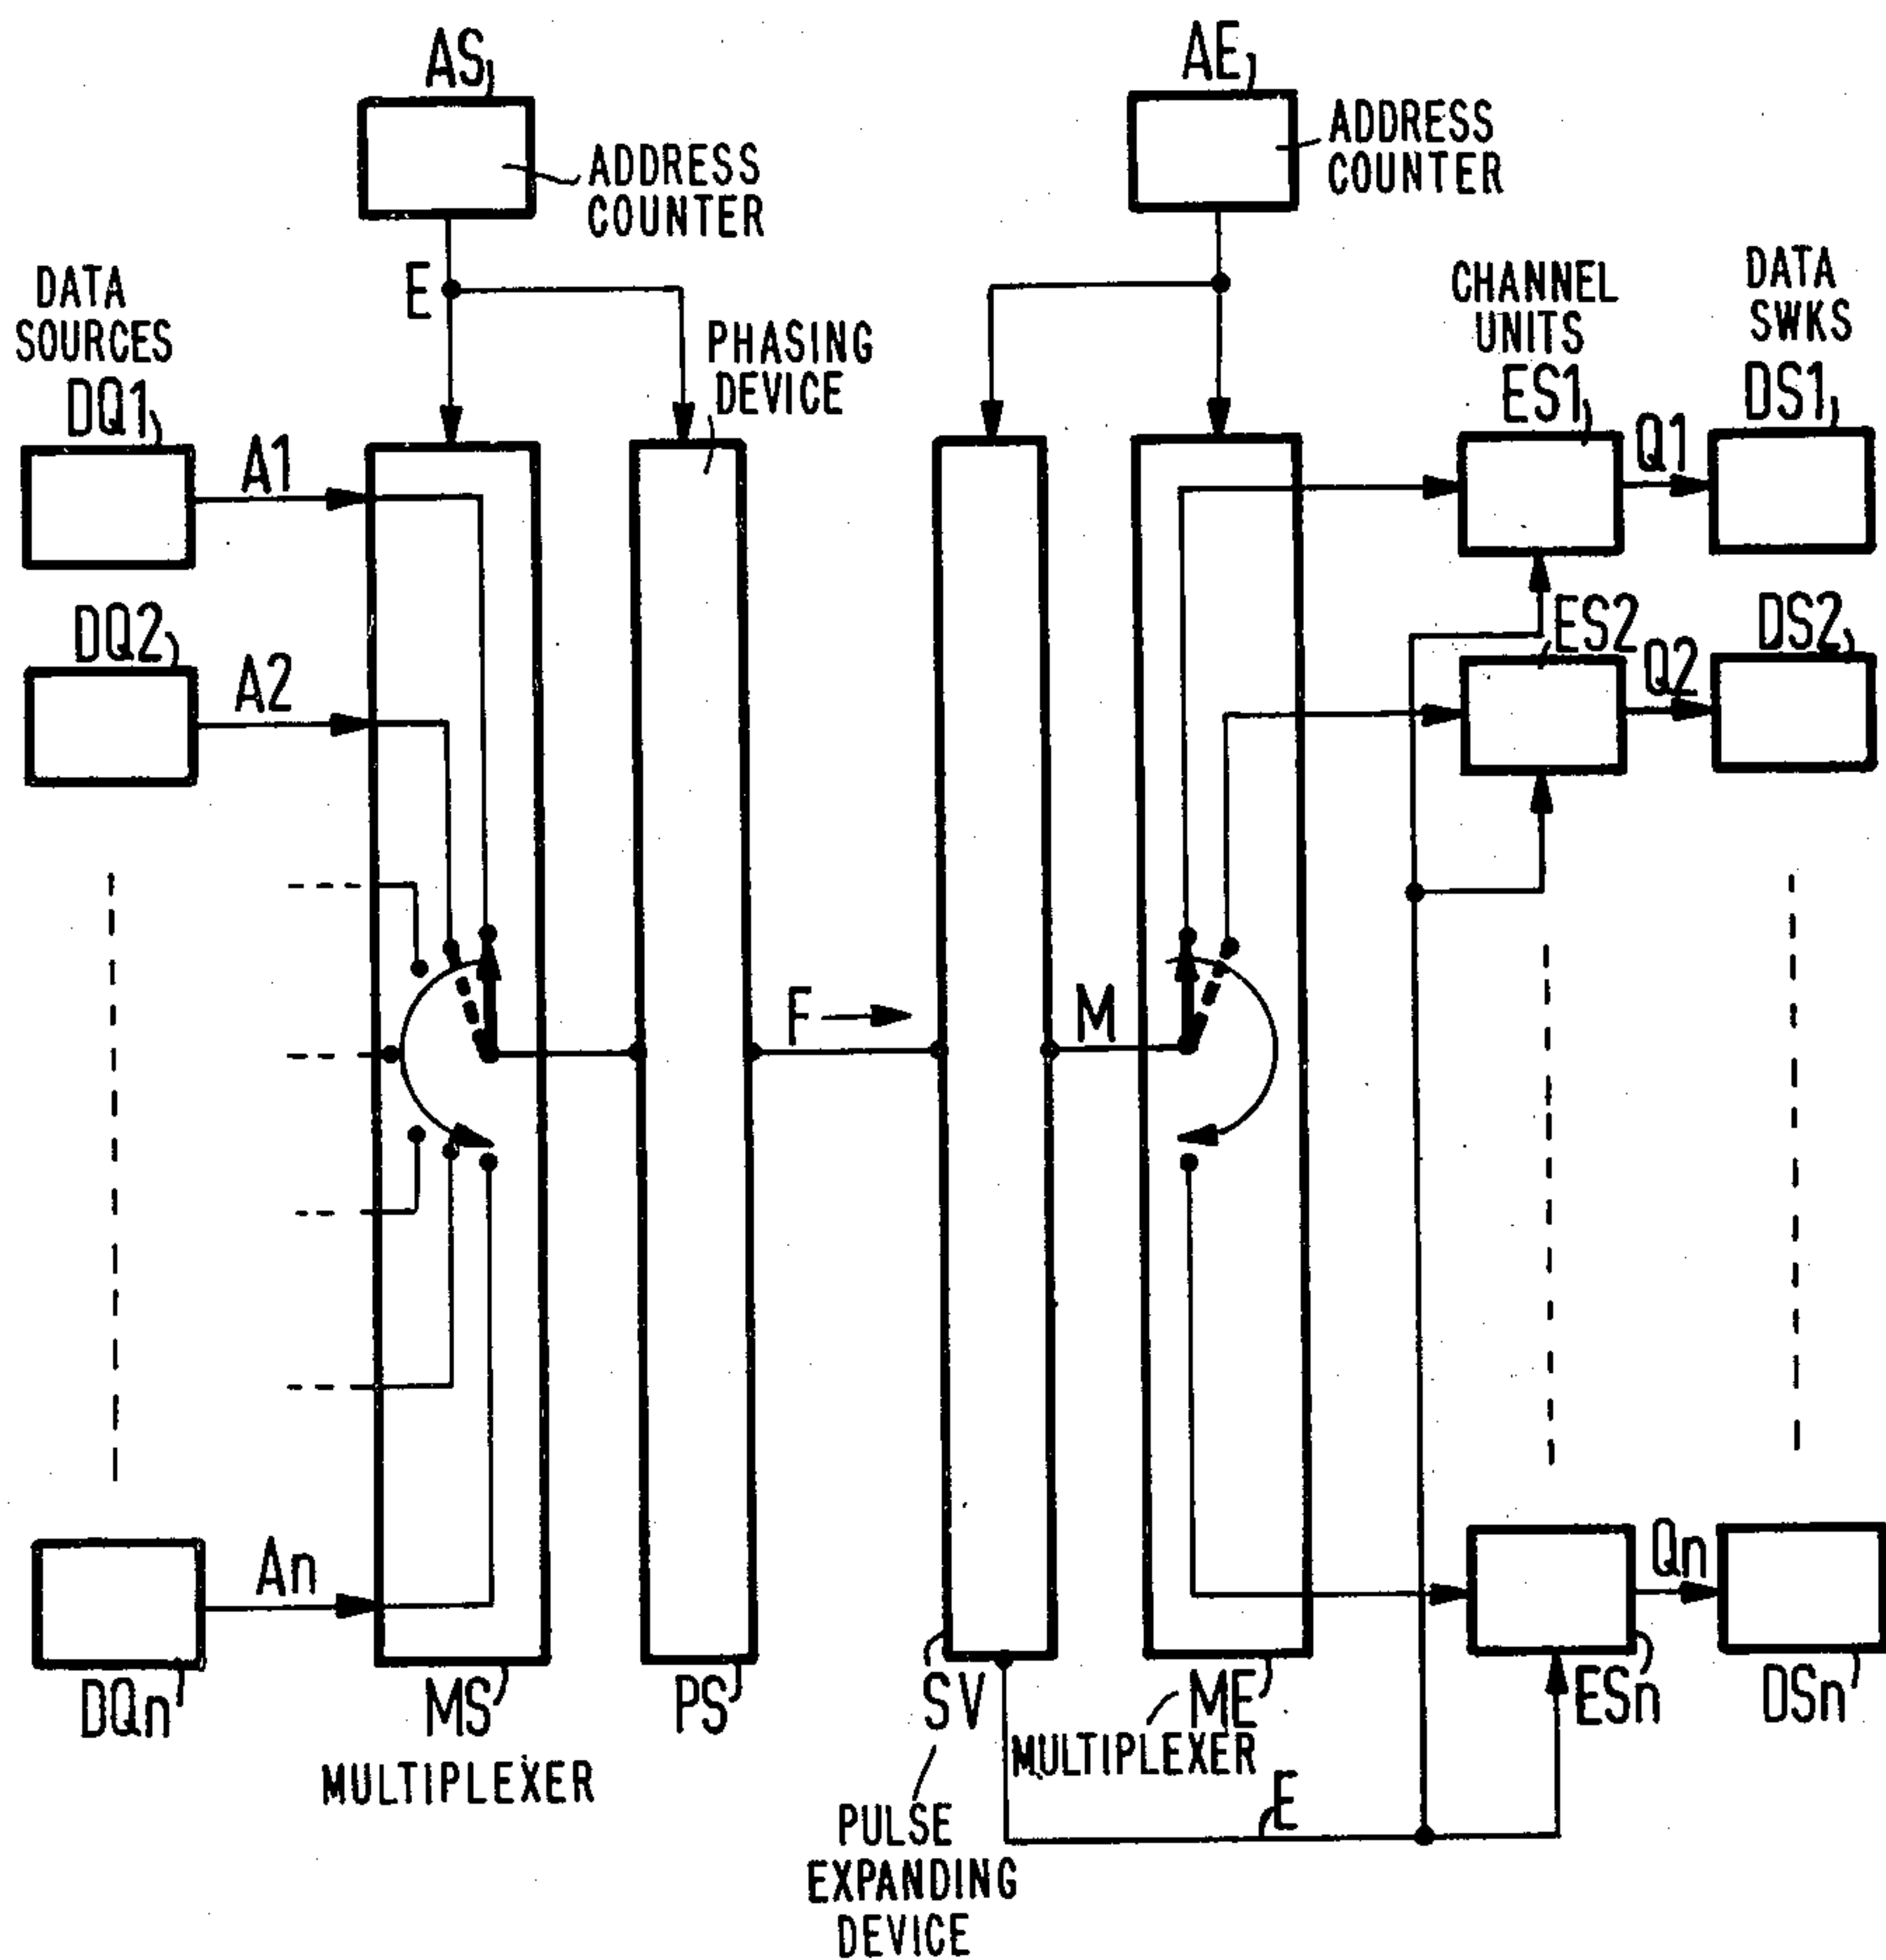 AS
AE
ADDRESS
COUNTER
ADDRESS
COUNTER
DATA
SOURCES
E
PHASING
DEVICE
CHANNEL
UNITS
DATA
SWKS
DQ1
A1
ES1
Q1
DS1
DQ2
A2
ES2
Q2
DS2
F
M
An
Qn
DQn
MS
PS
SV
ME
ESn
DSn
MULTIPLEXER
MULTIPLEXER
E
PULSE
EXPANDING
DEVICE